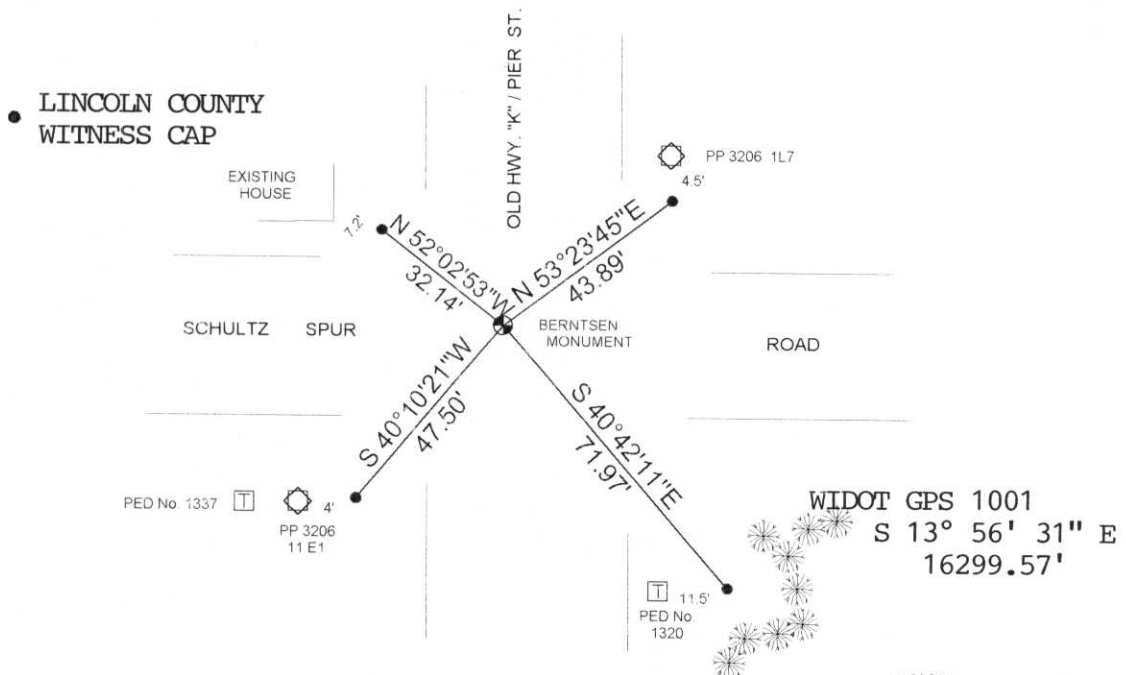 OLD HWY. "K" / PIER ST.
LINCOLN COUNTY
WITNESS CAP
EXISTING
HOUSE
PP 3206 1L7
4.5'
7.2'
N 52°02'53"W
32.14'
N 53°23'45"E
43.89'
SCHULTZ SPUR
BERNTSEN
MONUMENT
ROAD
S 40°10'21"W
47.50'
S 40°42'11"E
71.97'
PED No. 1337
T
4'
PP 3206
11 E1
WIDOT GPS 1001
S 13° 56' 31" E
16299.57'
T
11.5'
PED No
1320